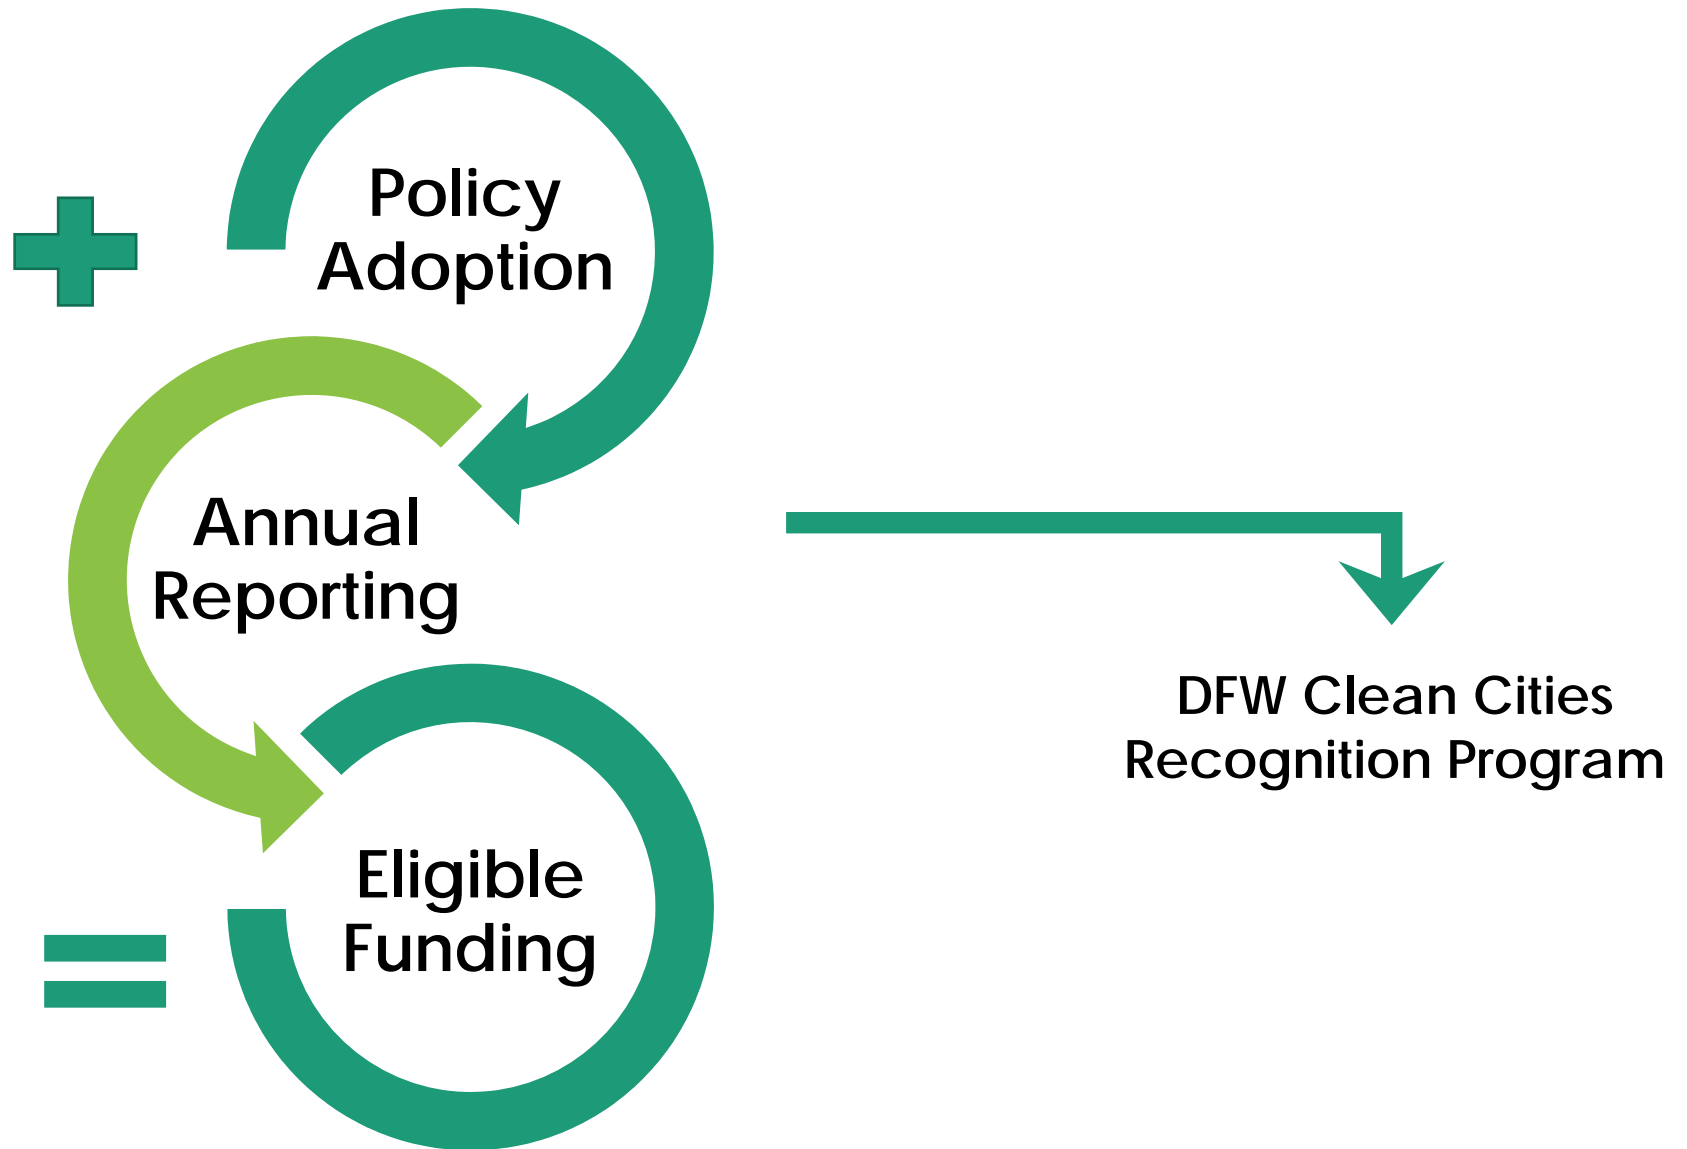 Policy
Adoption
Annual
Reporting
Eligible
Funding
DFW Clean Cities
Recognition Program